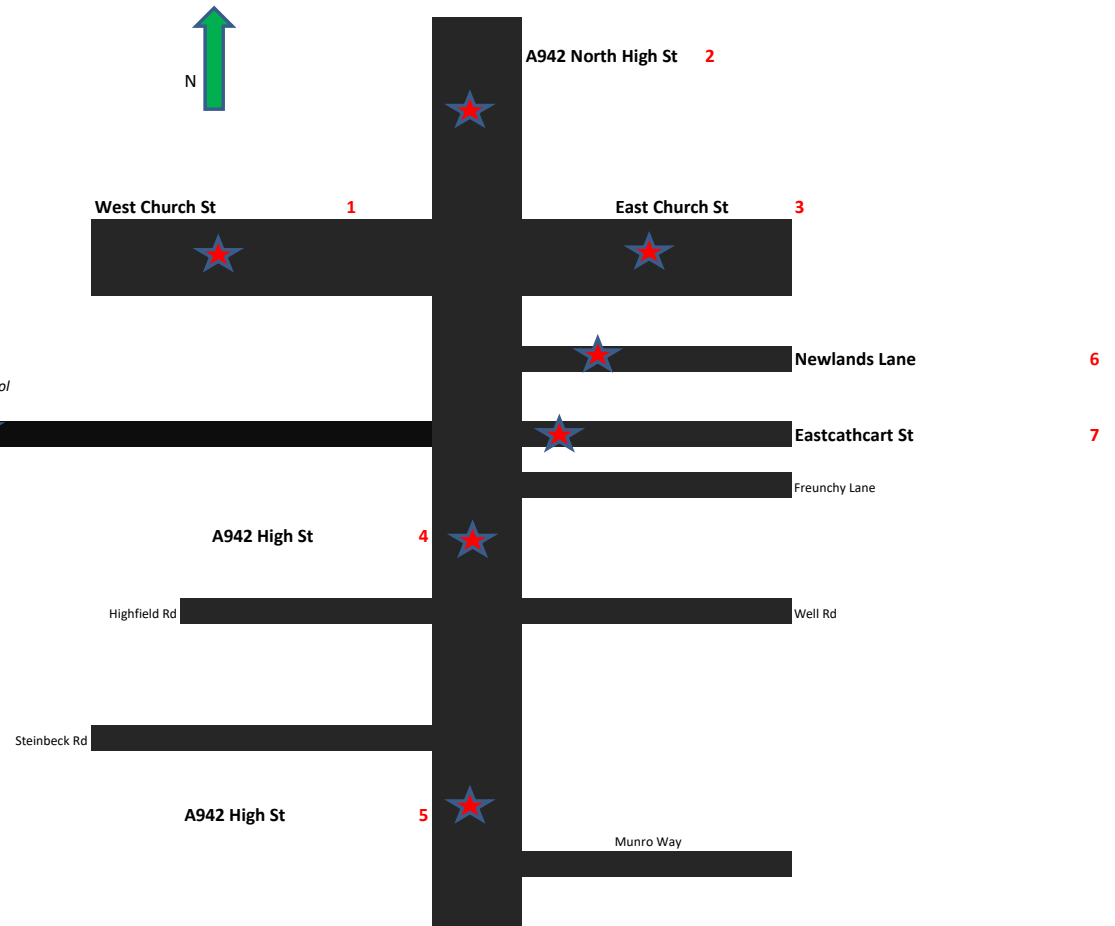 A942 North High St 2
N
West Church St 1
East Church St 3
Newlands Lane 6
Eastcathcart St 7
Freunchy Lane
A942 High St 4
Highfield Rd
Well Rd
Steinbeck Rd
A942 High St 5
Munro Way